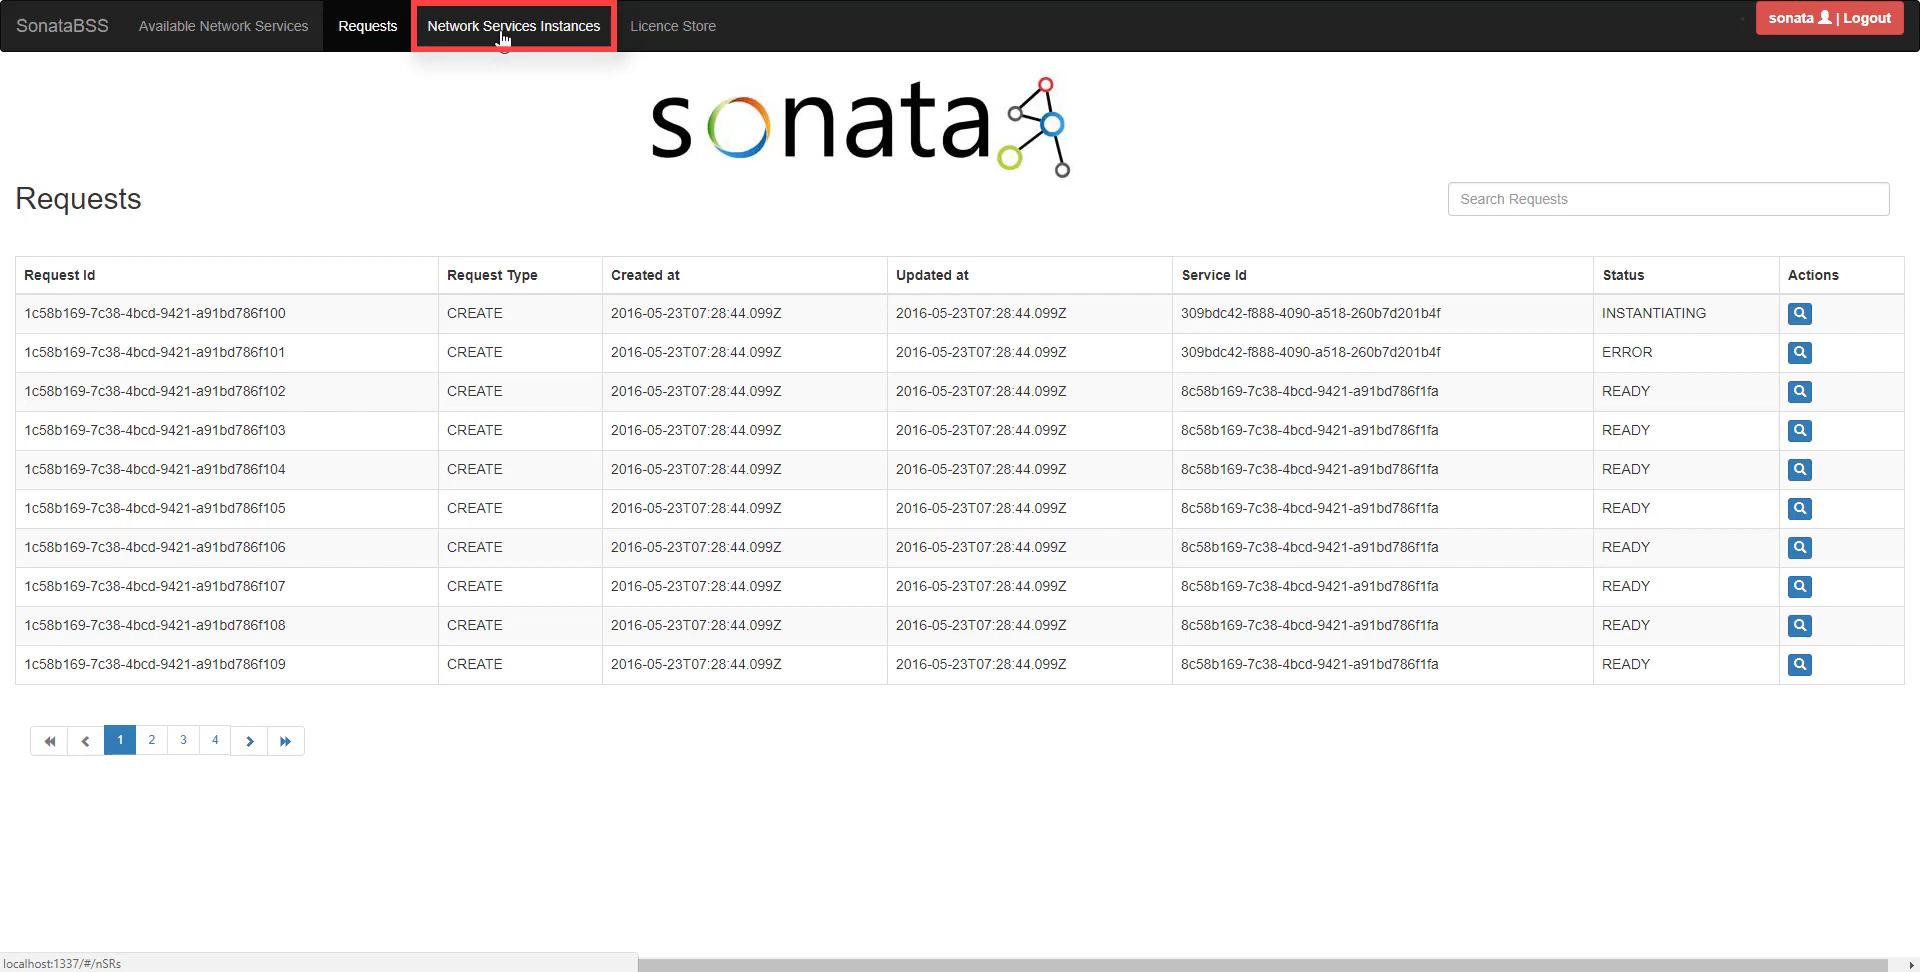 SonataBSS Available Network Services Requests Network Services Instances Licence Store sonata | Logout
sonata
Requests
Search Requests
Request Id Request Type Created at Updated at Service Id Status Actions
1c58b169-7c38-4bcd-9421-a91bd786f100 CREATE 2016-05-23T07:28:44.099Z 2016-05-23T07:28:44.099Z 309bdc42-f888-4090-a518-260b7d201b4f INSTANTIATING
1c58b169-7c38-4bcd-9421-a91bd786f101 CREATE 2016-05-23T07:28:44.099Z 2016-05-23T07:28:44.099Z 309bdc42-f888-4090-a518-260b7d201b4f ERROR
1c58b169-7c38-4bcd-9421-a91bd786f102 CREATE 2016-05-23T07:28:44.099Z 2016-05-23T07:28:44.099Z 8c58b169-7c38-4bcd-9421-a91bd786f1fa READY
1c58b169-7c38-4bcd-9421-a91bd786f103 CREATE 2016-05-23T07:28:44.099Z 2016-05-23T07:28:44.099Z 8c58b169-7c38-4bcd-9421-a91bd786f1fa READY
1c58b169-7c38-4bcd-9421-a91bd786f104 CREATE 2016-05-23T07:28:44.099Z 2016-05-23T07:28:44.099Z 8c58b169-7c38-4bcd-9421-a91bd786f1fa READY
1c58b169-7c38-4bcd-9421-a91bd786f105 CREATE 2016-05-23T07:28:44.099Z 2016-05-23T07:28:44.099Z 8c58b169-7c38-4bcd-9421-a91bd786f1fa READY
1c58b169-7c38-4bcd-9421-a91bd786f106 CREATE 2016-05-23T07:28:44.099Z 2016-05-23T07:28:44.099Z 8c58b169-7c38-4bcd-9421-a91bd786f1fa READY
1c58b169-7c38-4bcd-9421-a91bd786f107 CREATE 2016-05-23T07:28:44.099Z 2016-05-23T07:28:44.099Z 8c58b169-7c38-4bcd-9421-a91bd786f1fa READY
1c58b169-7c38-4bcd-9421-a91bd786f108 CREATE 2016-05-23T07:28:44.099Z 2016-05-23T07:28:44.099Z 8c58b169-7c38-4bcd-9421-a91bd786f1fa READY
1c58b169-7c38-4bcd-9421-a91bd786f109 CREATE 2016-05-23T07:28:44.099Z 2016-05-23T07:28:44.099Z 8c58b169-7c38-4bcd-9421-a91bd786f1fa READY
1 2 3 4
localhost:1337/#/nSRs